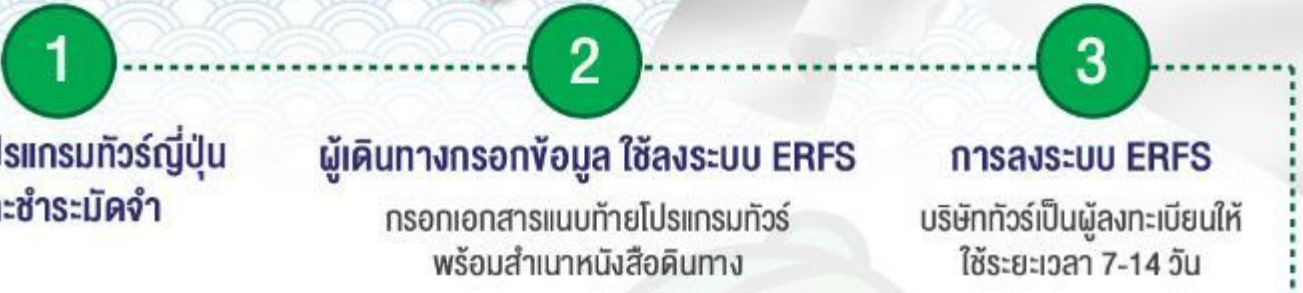 1
2
3
โปรแกรมทัวร์ญี่ปุ่น
ชำระมัดจำ
ผู้เดินทางกรอกข้อมูล ใช้ลงระบบ ERFS
กรอกเอกสารแนบท้ายโปรแกรมทัวร์
พร้อมสำเนาหนังสือดินทาง
การลงระบบ ERFS
บริษัททัวร์เป็นผู้ลงทะเบียนให้
ใช้ระยะเวลา 7-14 วัน